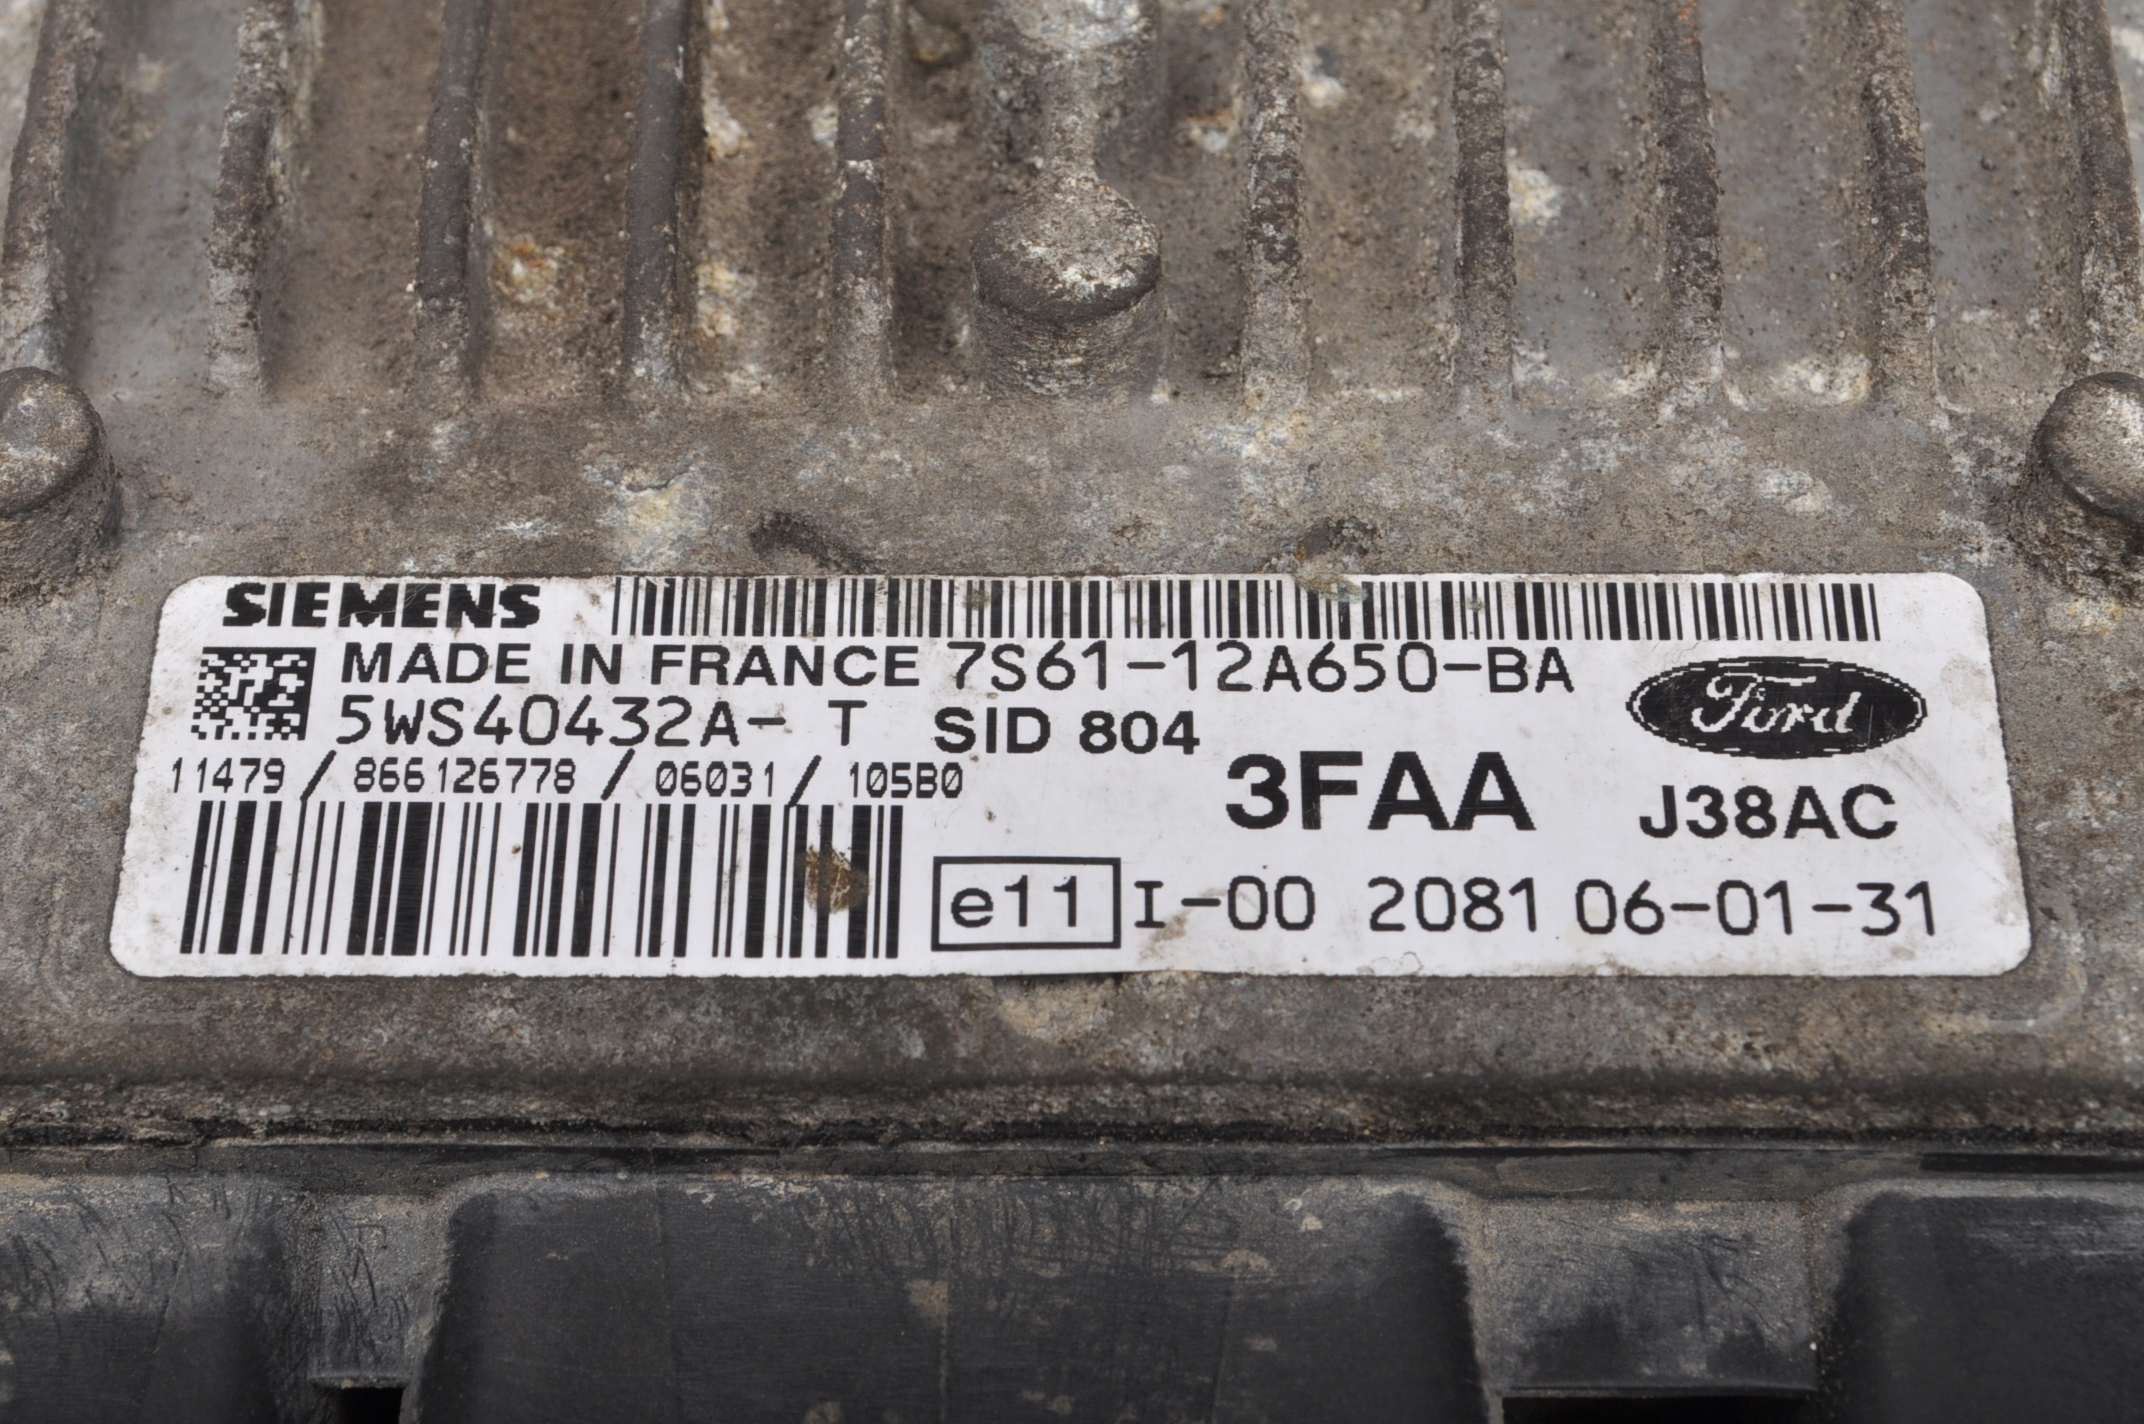 SIEMENS
MADE IN FRANCE 7S61-12A650-BA
5WS40432A- T SID 804
Ford
11479 / 866126778 / 06031 / 105B0
3FAA J38AC
e11 I-00 2081 06-01-31